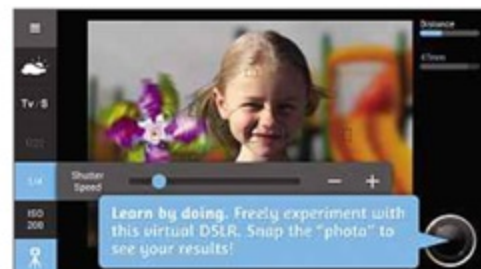 Distance
47mm
Tv/S
1/4
Shutter
Speed
ISO
200
Learn by doing. Freely experiment with
this virtual DSLR. Snap the "photo" to
see your results!